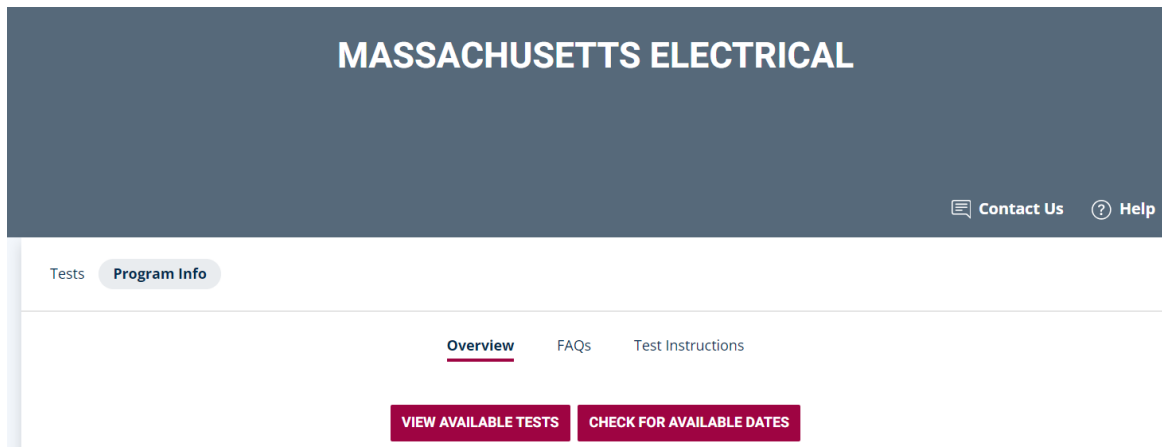 MASSACHUSETTS ELECTRICAL
Contact Us Help
Tests Program Info
Overview FAQs Test Instructions
VIEW AVAILABLE TESTS CHECK FOR AVAILABLE DATES